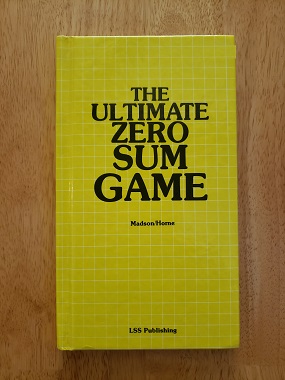 THE
ULTIMATE
ZERO
SUM
GAME
Madson/Horne
LSS Publishing